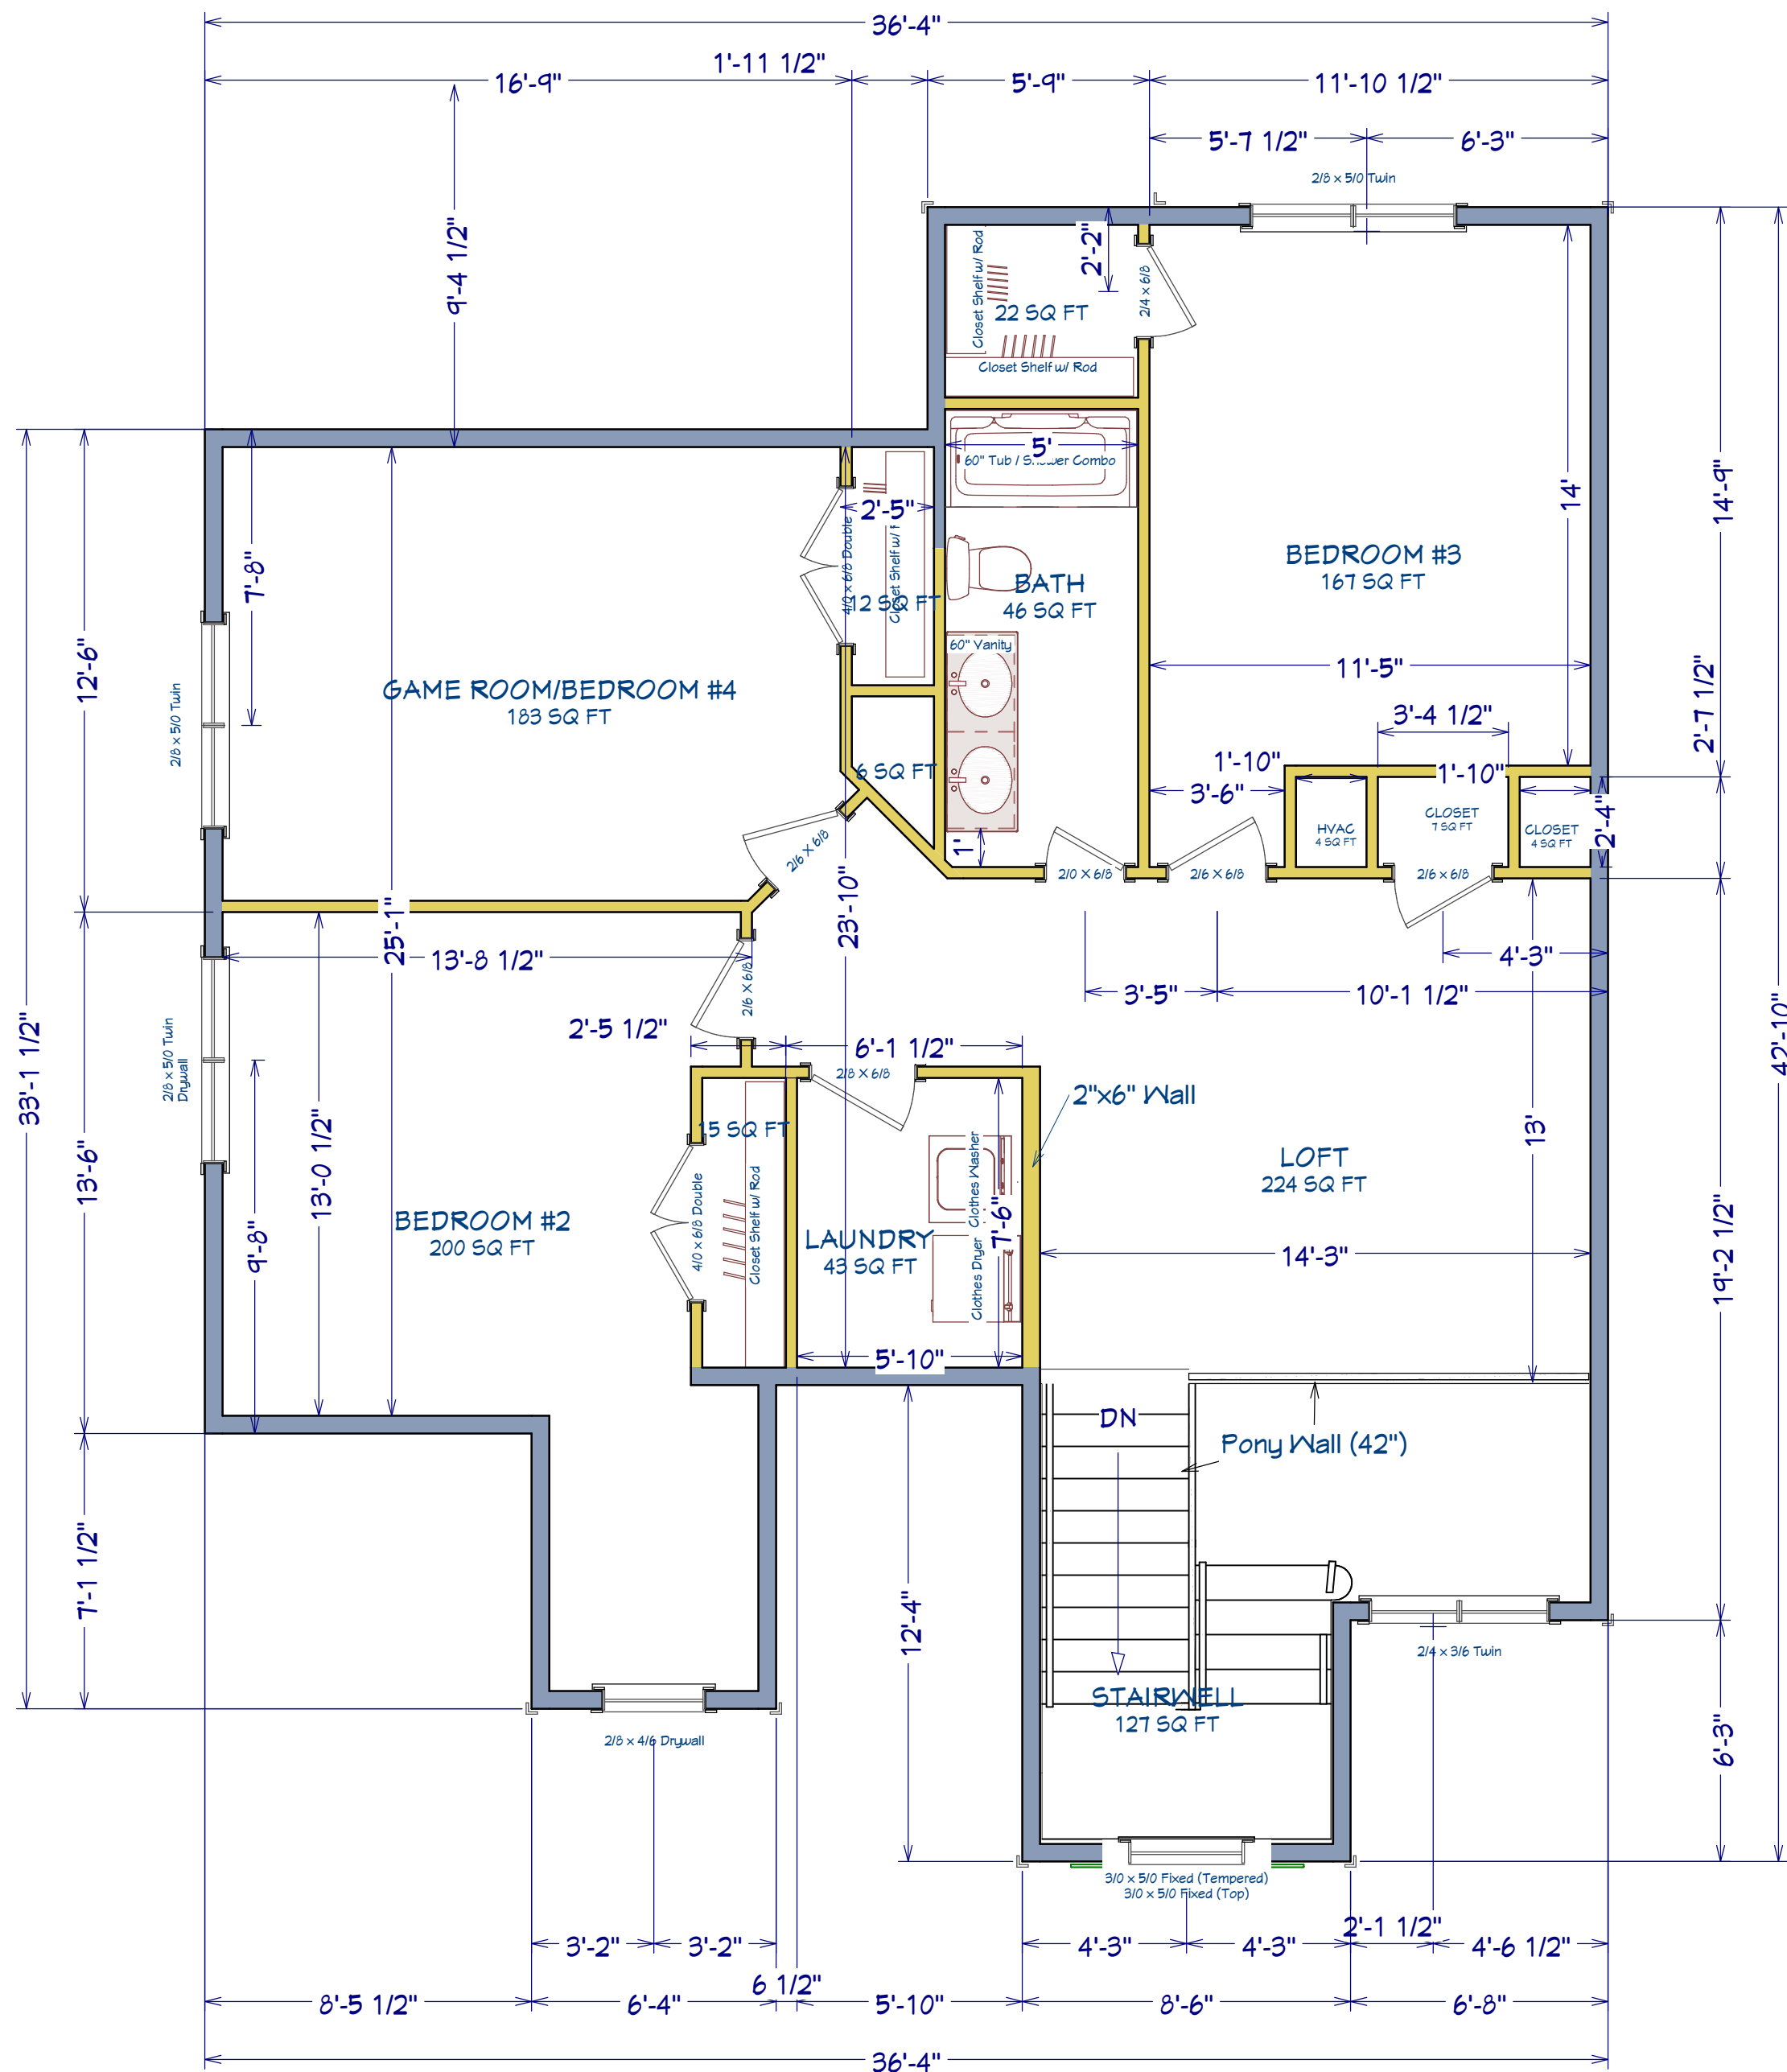 36'-4"
1'-11 1/2"
16'-9"
5'-9"
11'-10 1/2"
5'-7 1/2"
6'-3"
2/8 x 5/0 Twin
9'-4 1/2"
2'-2"
Closet Shelf w/ Rod
2/4 X 6/8
22 SQ FT
Closet Shelf w/ Rod
5'
60" Tub / Shower Combo
14'
14'-9"
2'-5"
4/0 x 6/8 Double
Closet Shelf w/
12 SQ FT
7'-8"
BEDROOM #3
167 SQ FT
BATH
46 SQ FT
60" Vanity
12'-6"
11'-5"
GAME ROOM/BEDROOM #4
183 SQ FT
2/8 x 5/0 Twin
3'-4 1/2"
2'-7 1/2"
6 SQ FT
1'-10"
1'-10"
3'-6"
CLOSET
7 SQ FT
HVAC
4 SQ FT
CLOSET
4 SQ FT
2'-4"
1'
2/6 X 6/8
2/0 X 6/8
2/6 X 6/8
2/6 X 6/8
25'-1"
23'-10"
13'-8 1/2"
4'-3"
2/6 X 6/8
3'-5"
10'-1 1/2"
42'-10"
2'-5 1/2"
6'-1 1/2"
2/8 X 6/8
2/8 x 5/0 Twin
Drywall
33'-1 1/2"
2"x6" Wall
15 SQ FT
13'
13'-6"
13'-0 1/2"
Clothes Washer
LOFT
224 SQ FT
BEDROOM #2
200 SQ FT
9'-8"
4/0 x 6/8 Double
Closet Shelf w/ Rod
LAUNDRY
43 SQ FT
7'-6"
Clothes Dryer
14'-3"
19'-2 1/2"
5'-10"
DN
Pony Wall (42")
7'-1 1/2"
12'-4"
2/4 x 3/6 Twin
STAIRWELL
127 SQ FT
2/8 x 4/6 Drywall
6'-3"
3/0 x 5/0 Fixed (Tempered)
3/0 x 5/0 Fixed (Top)
2'-1 1/2"
3'-2"
3'-2"
4'-3"
4'-3"
4'-6 1/2"
6 1/2"
8'-5 1/2"
6'-4"
5'-10"
8'-6"
6'-8"
36'-4"